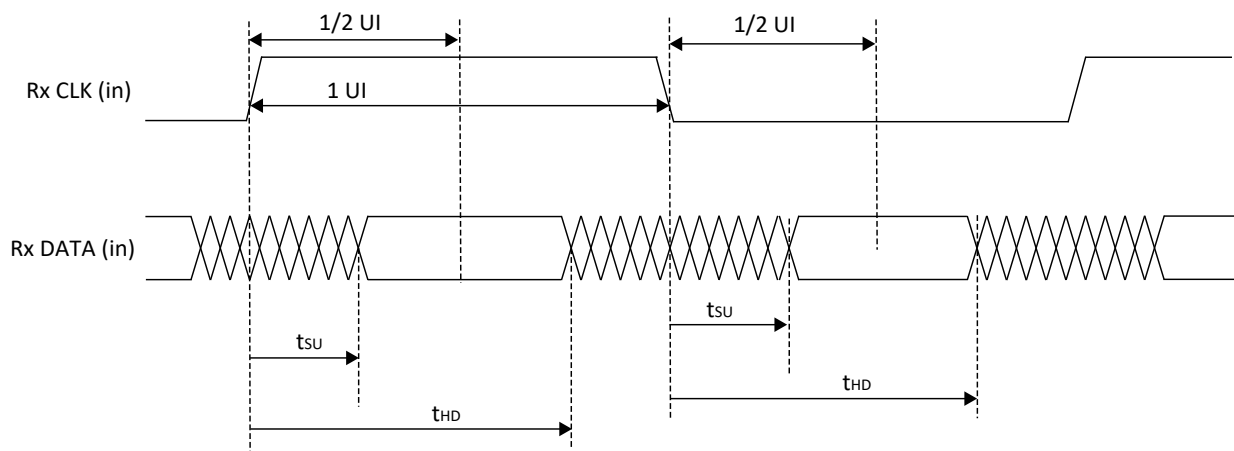 1/2 UI
1/2 UI
Rx CLK (in)
1 UI
Rx DATA (in)
tSU
tSU
tHD
tHD